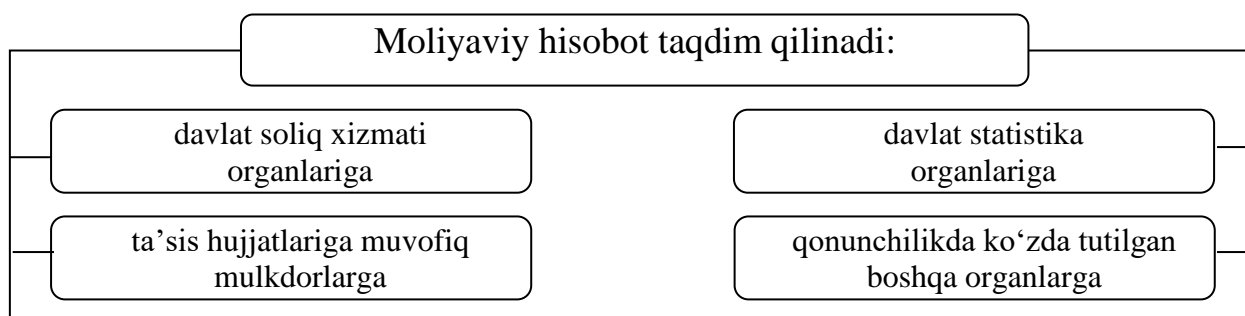 Moliyaviy hisobot taqdim qilinadi:
davlat soliq xizmati
organlariga
davlat statistika
organlariga
ta’sis hujjatlariga muvofiq
mulkdorlarga
qonunchilikda ko‘zda tutilgan
boshqa organlarga